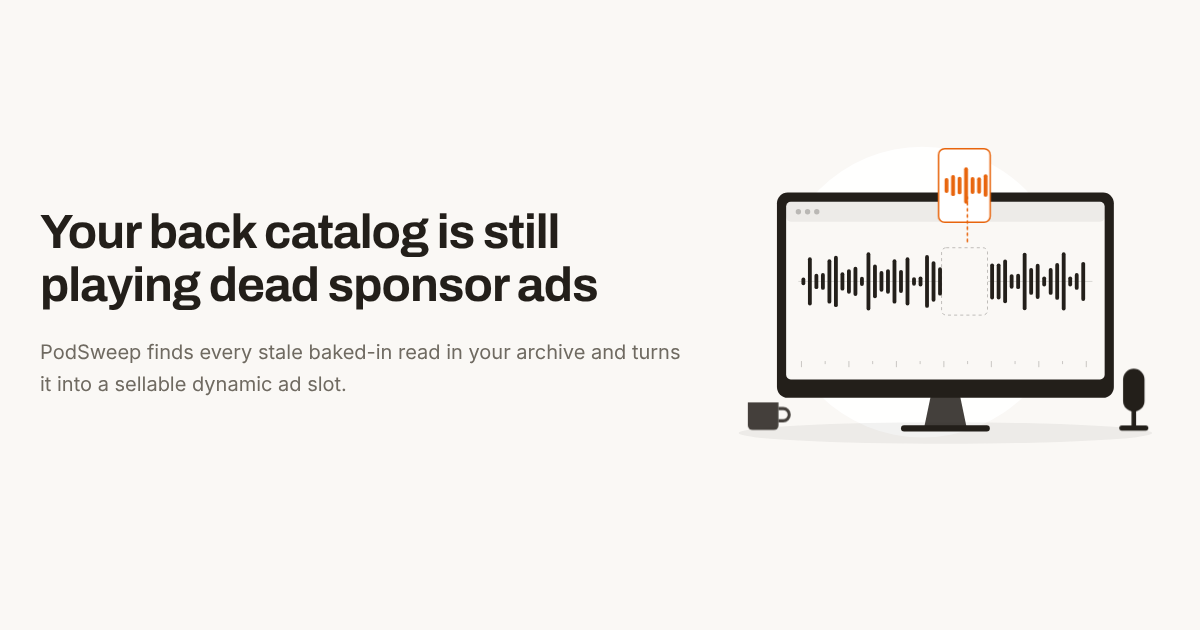 Your back catalog is still
playing dead sponsor ads
PodSweep finds every stale baked-in read in your archive and turns
it into a sellable dynamic ad slot.